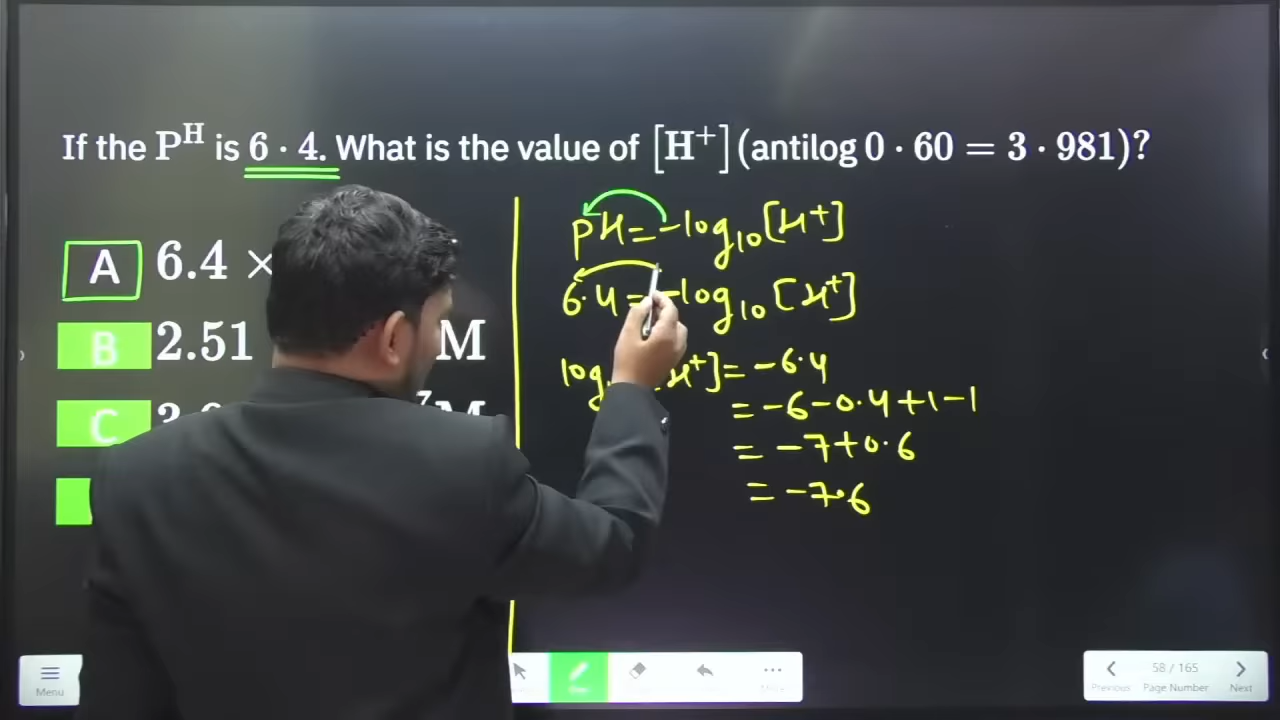 If the P^H is 6·4. What is the value of [H⁺](antilog 0·60 = 3·981)?
A 6.4 ×
B 2.51 M
C M
pH=-log₁₀[H⁺]
6.4=-log₁₀[H⁺]
log H⁺]=-6.4
=-6-0.4+1-1
=-7+0.6
=-7.6
Menu
Previous
58 / 165
Page Number
Next